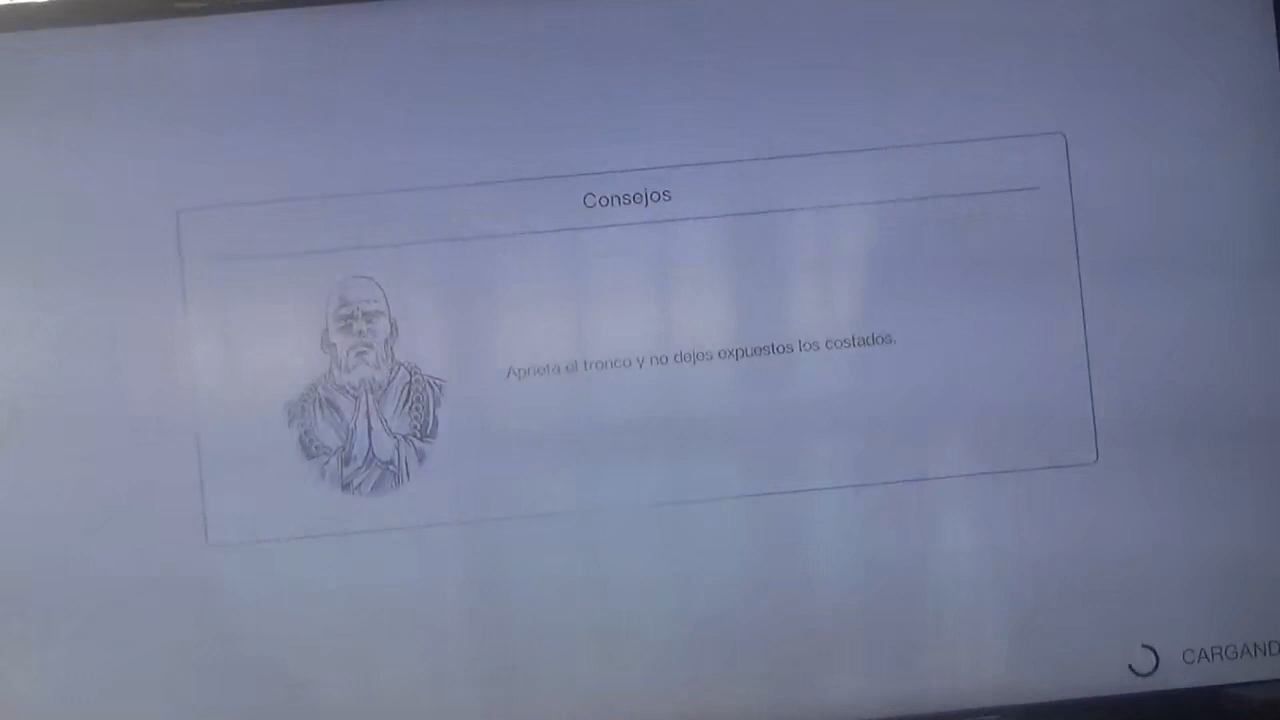 Consejos
Aprieta el tronco y no dejes expuestos los costados.
CARGAND